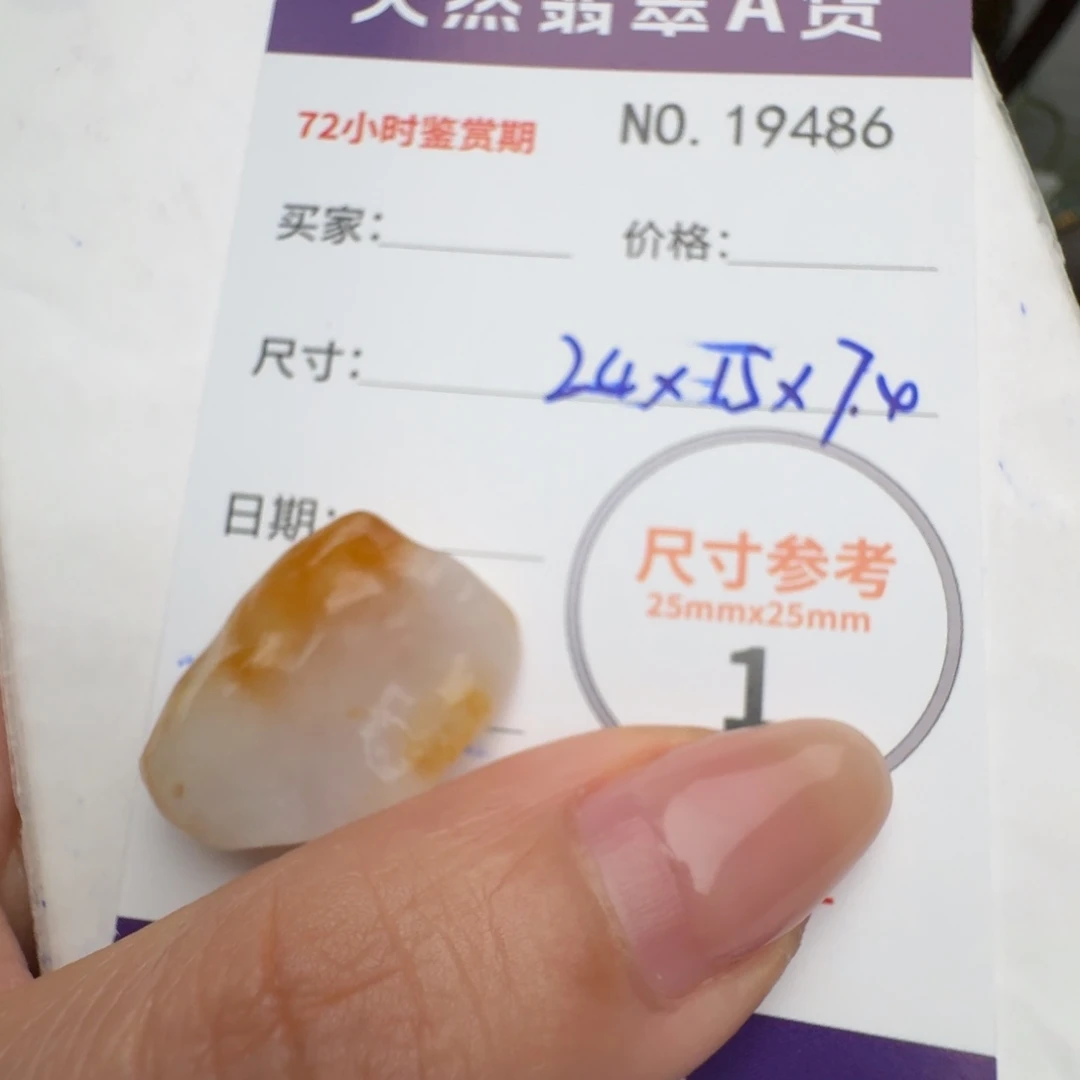 天然翡翠A货
72小时鉴赏期
NO. 19486
买家:
价格:
尺寸: 24×15×7.4
日期:
尺寸参考
25mmx25mm
1